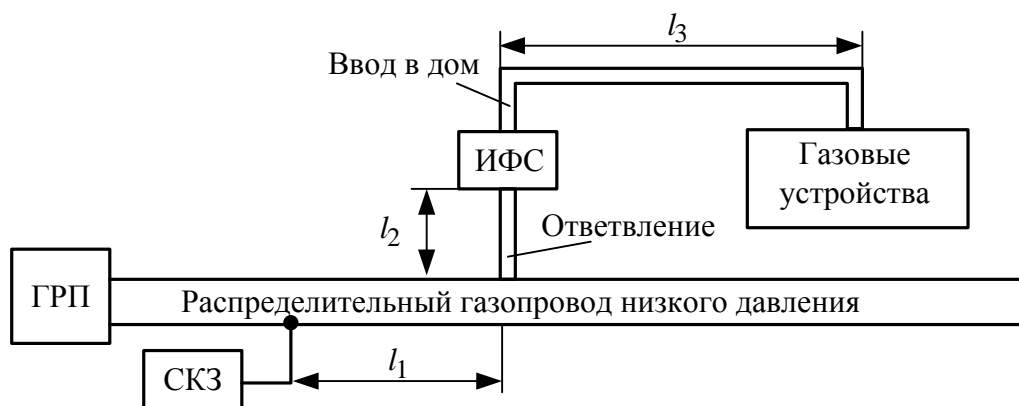 l3
Ввод в дом
ИФС
Газовые
устройства
l2
Ответвление
ГРП
Распределительный газопровод низкого давления
l1
СКЗ